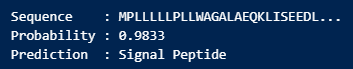 Sequence    : MPLLLLLPLLWAGALAEQKLISEEDL...
Probability : 0.9833
Prediction  : Signal Peptide